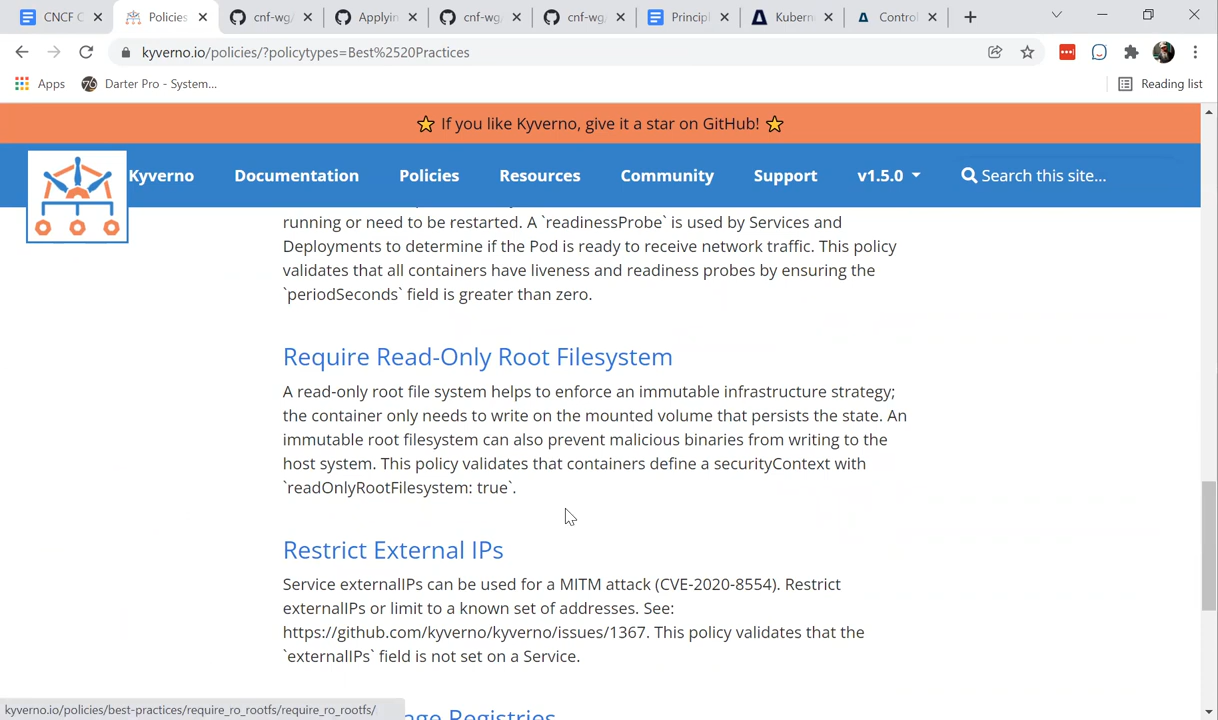 CNCF C
Policies
cnf-wg
Applyin
cnf-wg
cnf-wg
Princip
Kubern
Control
kyverno.io/policies/?policytypes=Best%2520Practices
Apps
Darter Pro - System...
Reading list
If you like Kyverno, give it a star on GitHub!
Kyverno
Documentation
Policies
Resources
Community
Support
v1.5.0
Search this site...
running or need to be restarted. A `readinessProbe` is used by Services and
Deployments to determine if the Pod is ready to receive network traffic. This policy
validates that all containers have liveness and readiness probes by ensuring the
`periodSeconds` field is greater than zero.
Require Read-Only Root Filesystem
A read-only root file system helps to enforce an immutable infrastructure strategy;
the container only needs to write on the mounted volume that persists the state. An
immutable root filesystem can also prevent malicious binaries from writing to the
host system. This policy validates that containers define a securityContext with
`readOnlyRootFilesystem: true`.
Restrict External IPs
Service externalIPs can be used for a MITM attack (CVE-2020-8554). Restrict
externalIPs or limit to a known set of addresses. See:
https://github.com/kyverno/kyverno/issues/1367. This policy validates that the
`externalIPs` field is not set on a Service.
Registries
kyverno.io/policies/best-practices/require_ro_rootfs/require_ro_rootfs/